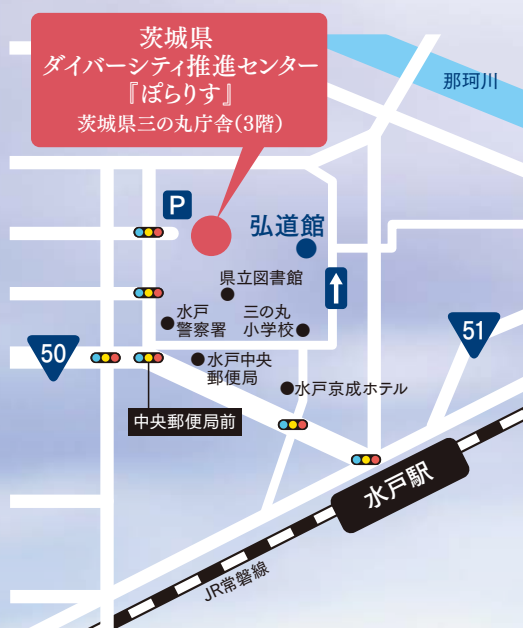 茨城県
ダイバーシティ推進センター
『ぽらりす』
茨城県三の丸庁舎(3階)
那珂川
P
弘道館
県立図書館
水戸
警察署
三の丸
小学校
50
51
水戸中央
郵便局
水戸京成ホテル
中央郵便局前
水戸駅
JR常磐線